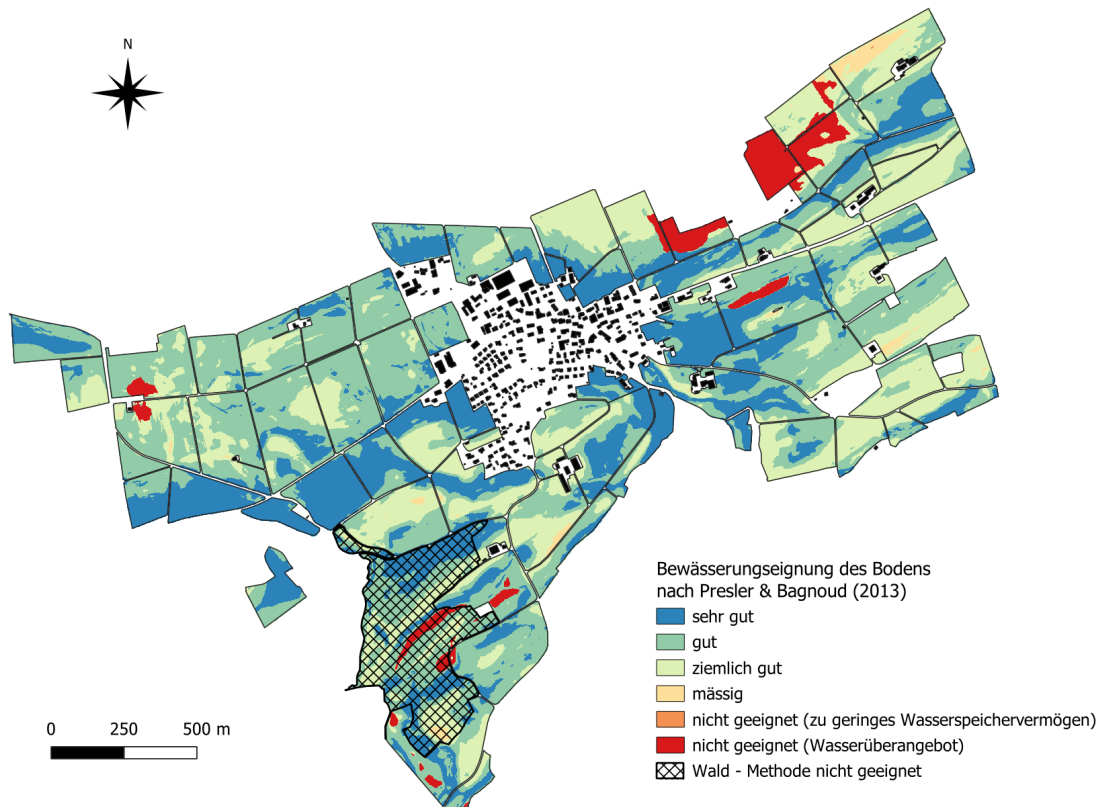 N
Bewässerungseignung des Bodens
nach Presler & Bagnoud (2013)
sehr gut
gut
ziemlich gut
mässig
nicht geeignet (zu geringes Wasserspeichervermögen)
nicht geeignet (Wasserüberangebot)
Wald - Methode nicht geeignet
0 250 500 m